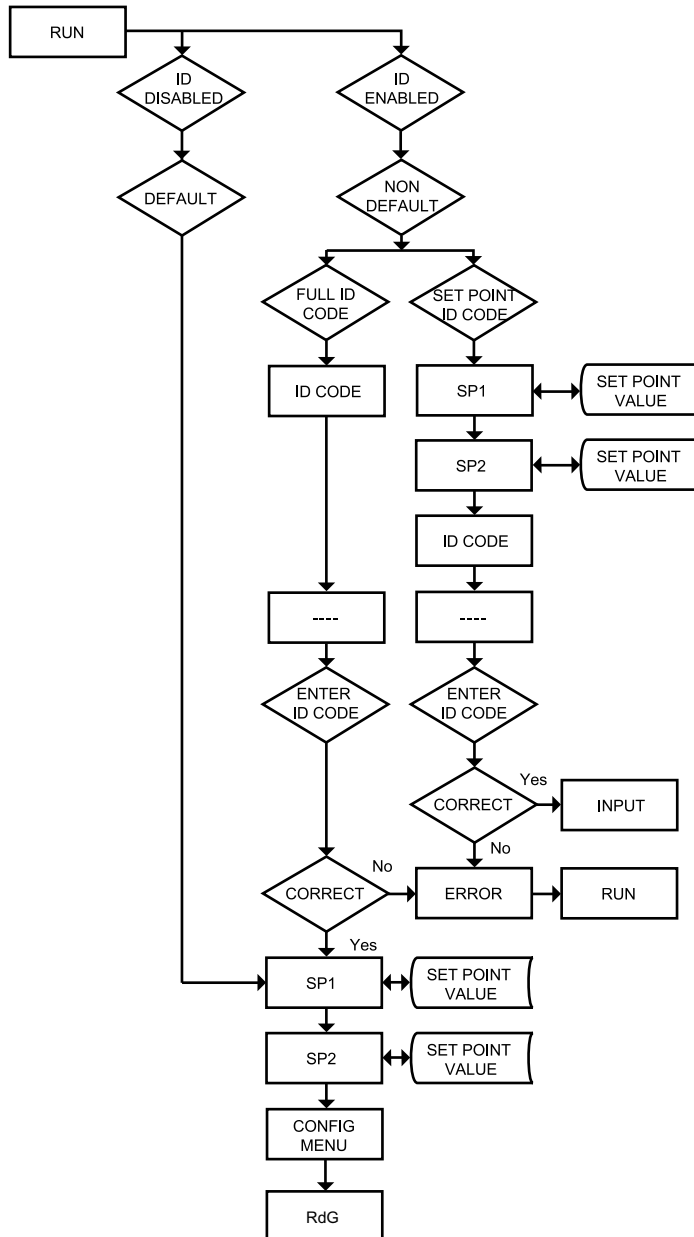 RUN
ID
DISABLED
ID
ENABLED
DEFAULT
NON
DEFAULT
FULL ID
CODE
SET POINT
ID CODE
ID CODE
SP1
SET POINT
VALUE
SP2
SET POINT
VALUE
ID CODE
----
----
ENTER
ID CODE
ENTER
ID CODE
CORRECT
Yes
INPUT
No
CORRECT
No
ERROR
RUN
Yes
SP1
SET POINT
VALUE
SP2
SET POINT
VALUE
CONFIG
MENU
RdG